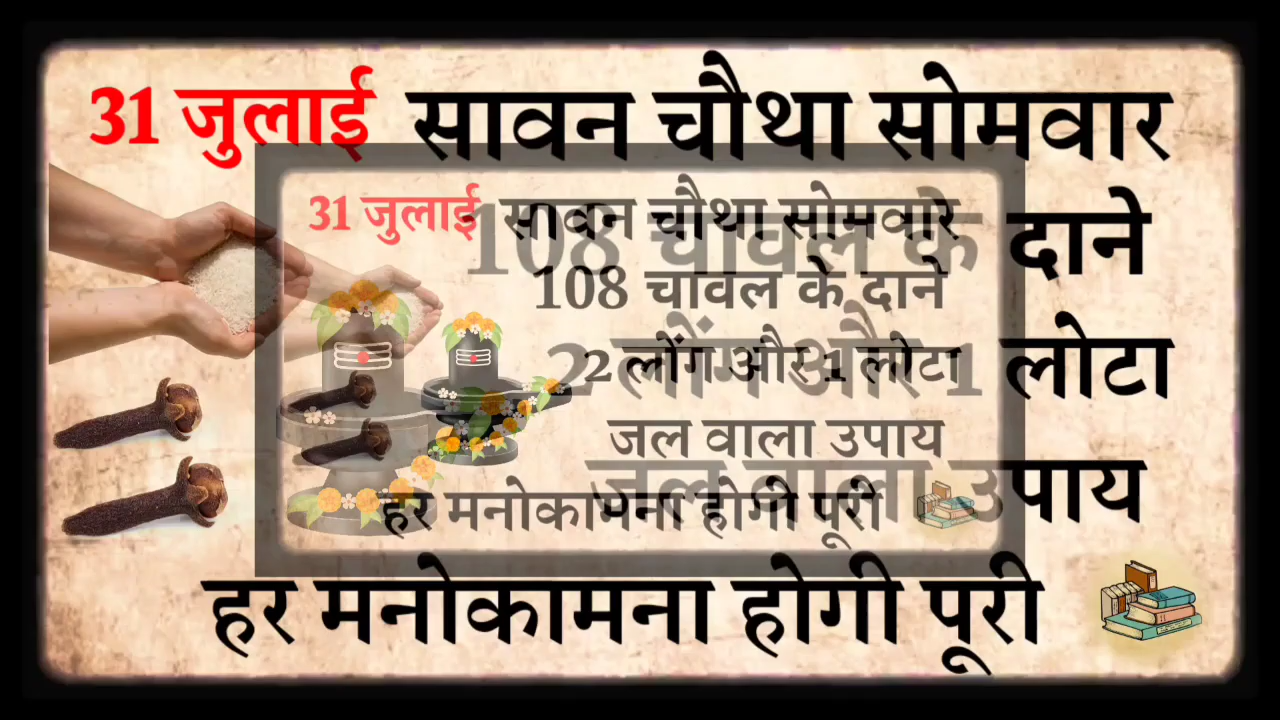 31 जुलाई सावन चौथा सोमवार
108 चावल के दाने
2 लौंग और 1 लोटा
जल वाला उपाय
हर मनोकामना होगी पूरी
31 जुलाई सावन चौथा सोमवार
108 चावल के दाने
2 लौंग और 1 लोटा
जल वाला उपाय
हर मनोकामना होगी पूरी